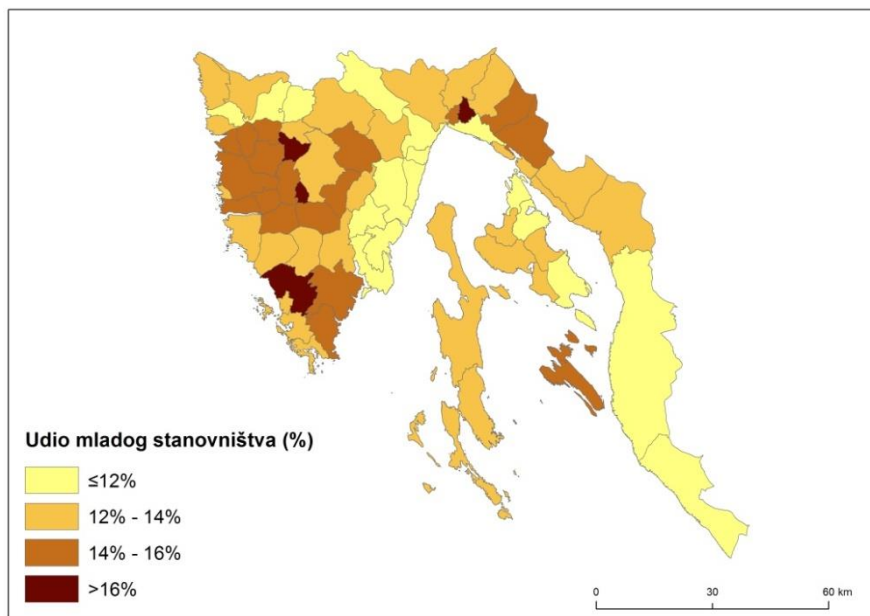 Udio mladog stanovništva (%)
≤12%
12% - 14%
14% - 16%
>16%
0 30 60 km